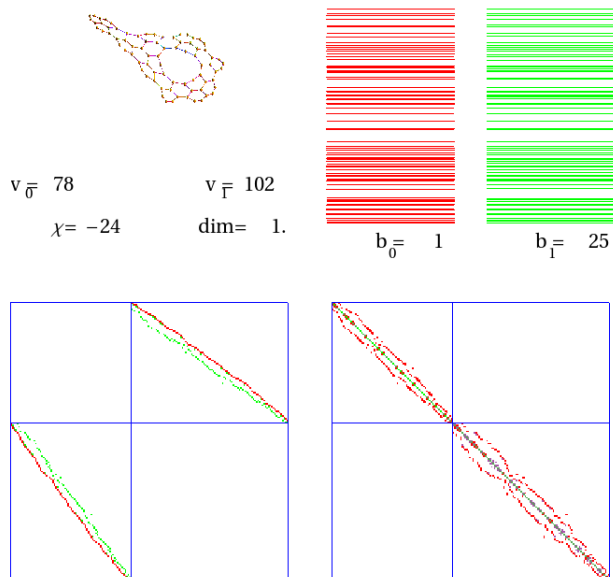 v₀= 78
v₁= 102
χ= −24
dim= 1.
b₀= 1
b₁= 25